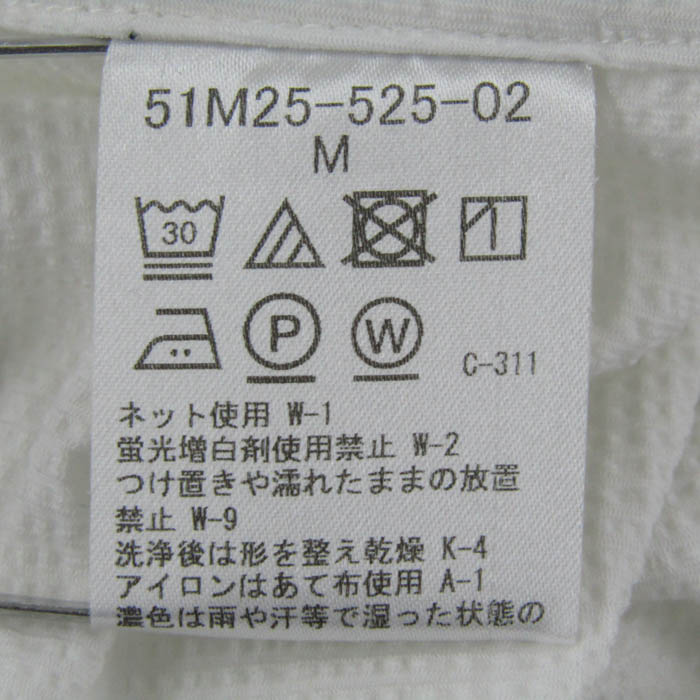 51M25-525-02
M
30
P W C-311
ネット使用 W-1
蛍光増白剤使用禁止 W-2
つけ置きや濡れたままの放置
禁止 W-9
洗浄後は形を整え乾燥 K-4
アイロンはあて布使用 A-1
濃色は雨や汗等で湿った状態の